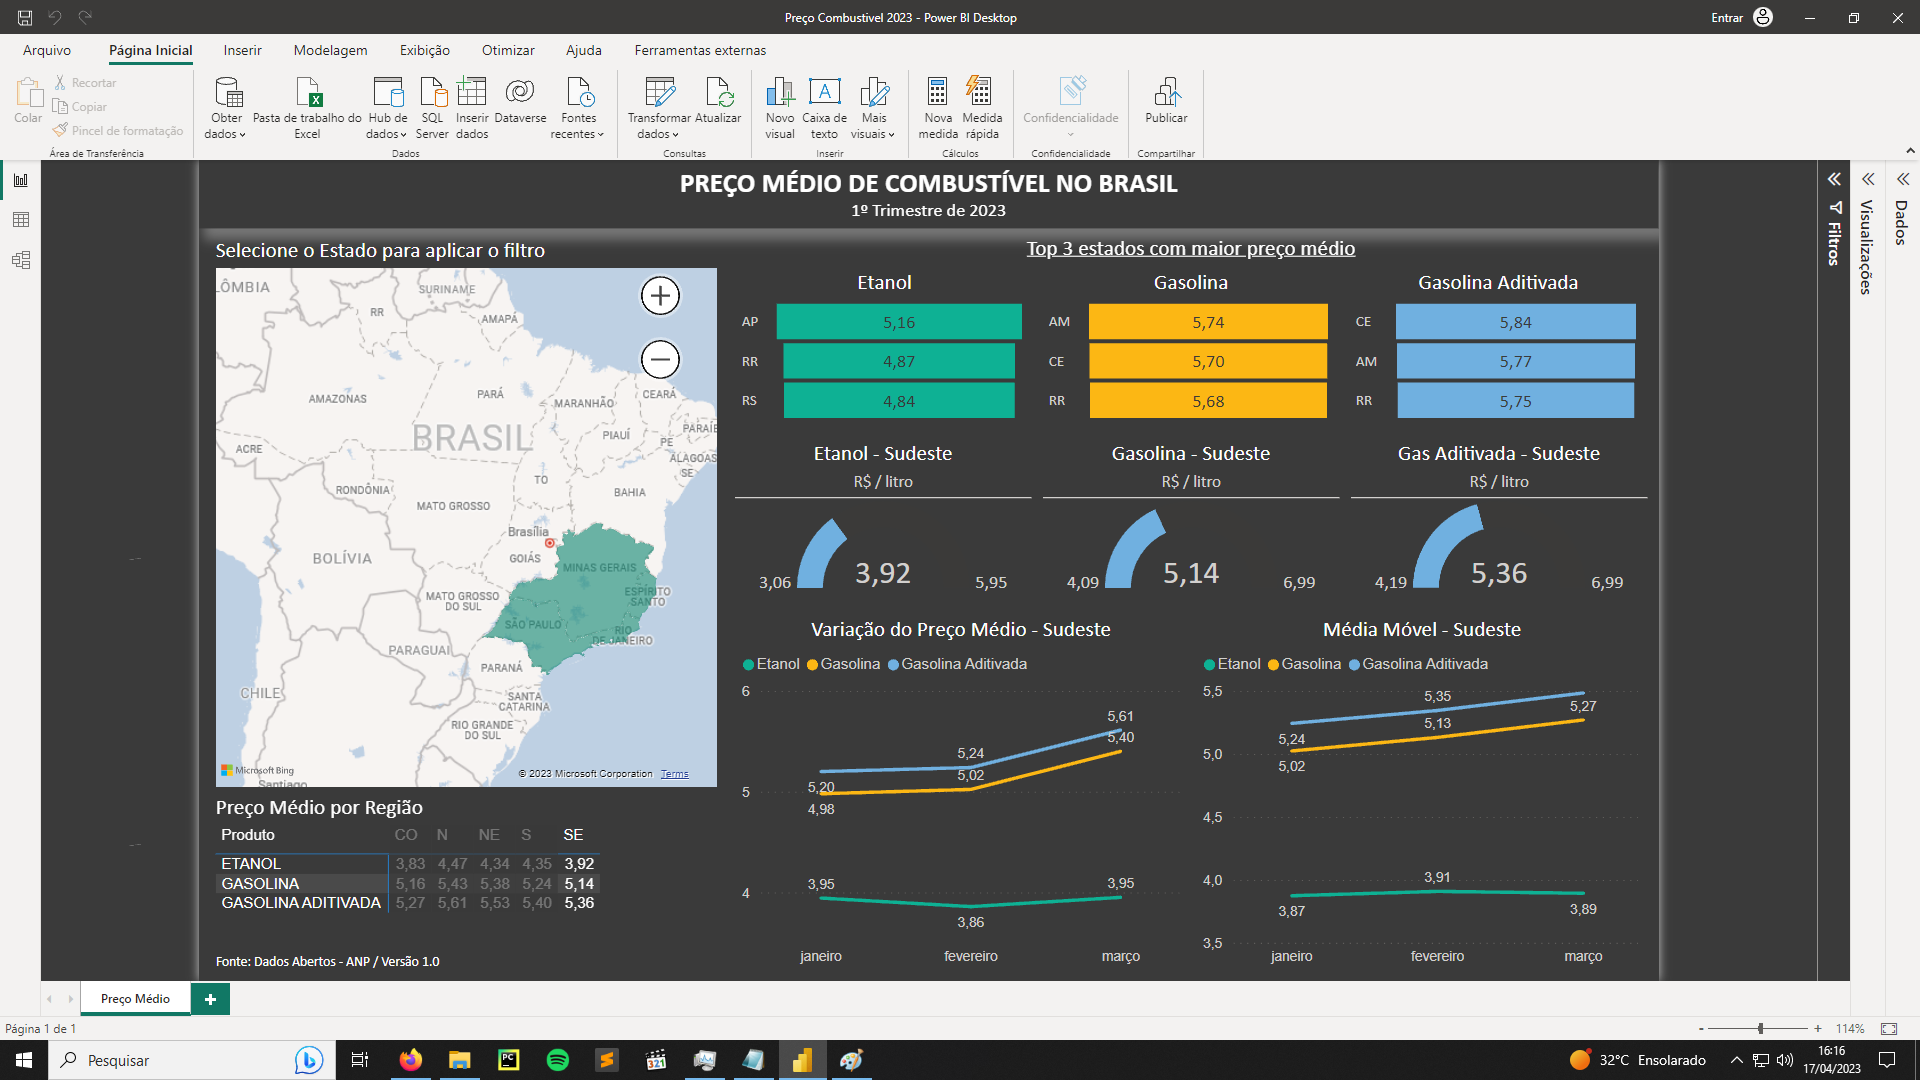 Preço Combustivel 2023 - Power BI Desktop
Entrar
Arquivo
Página Inicial
Inserir
Modelagem
Exibição
Otimizar
Ajuda
Ferramentas externas
Colar
Recortar
Copiar
Pincel de formatação
Área de Transferência
Obter dados
Pasta de trabalho do Excel
Hub de dados
SQL Server
Inserir dados
Dataverse
Fontes recentes
Dados
Transformar dados
Atualizar
Consultas
Novo visual
Caixa de texto
Mais visuais
Inserir
Nova medida
Medida rápida
Cálculos
Confidencialidade
Confidencialidade
Publicar
Compartilhar
PREÇO MÉDIO DE COMBUSTÍVEL NO BRASIL
1º Trimestre de 2023
Filtros
Visualizações
Dados
Selecione o Estado para aplicar o filtro
LÔMBIA
SURINAME
RR
AMAPÁ
AMAZONAS
PARÁ
MARANHÃO
CEARÁ
BRASIL
PIAUÍ
PARAÍB
PE
ACRE
ALAGOAS
SE
TO
RONDÔNIA
BAHIA
MATO GROSSO
Brasília
BOLÍVIA
GOIÁS
MINAS GERAIS
MATO GROSSO DO SUL
ESPÍRITO SANTO
SÃO PAULO
RIO DE JANEIRO
PARAGUAI
PARANÁ
CHILE
SANTA CATARINA
RIO GRANDE DO SUL
Microsoft Bing
© 2023 Microsoft Corporation Terms
Santiago
Top 3 estados com maior preço médio
Etanol
AP 5,16
RR 4,87
RS 4,84
Gasolina
AM 5,74
CE 5,70
RR 5,68
Gasolina Aditivada
CE 5,84
AM 5,77
RR 5,75
Etanol - Sudeste
R$ / litro
3,06 3,92 5,95
Gasolina - Sudeste
R$ / litro
4,09 5,14 6,99
Gas Aditivada - Sudeste
R$ / litro
4,19 5,36 6,99
Variação do Preço Médio - Sudeste
Etanol Gasolina Gasolina Aditivada
6
5
4
5,20
4,98
5,24
5,02
5,61
5,40
3,95
3,86
3,95
janeiro fevereiro março
Média Móvel - Sudeste
Etanol Gasolina Gasolina Aditivada
5,5
5,0
4,5
4,0
3,5
5,24
5,02
5,35
5,13
5,27
3,87
3,91
3,89
janeiro fevereiro março
Preço Médio por Região
Produto CO N NE S SE
ETANOL 3,83 4,47 4,34 4,35 3,92
GASOLINA 5,16 5,43 5,38 5,24 5,14
GASOLINA ADITIVADA 5,27 5,61 5,53 5,40 5,36
Fonte: Dados Abertos - ANP / Versão 1.0
Preço Médio
Página 1 de 1
- + 114%
Pesquisar
PC
321
32°C Ensolarado
16:16
17/04/2023